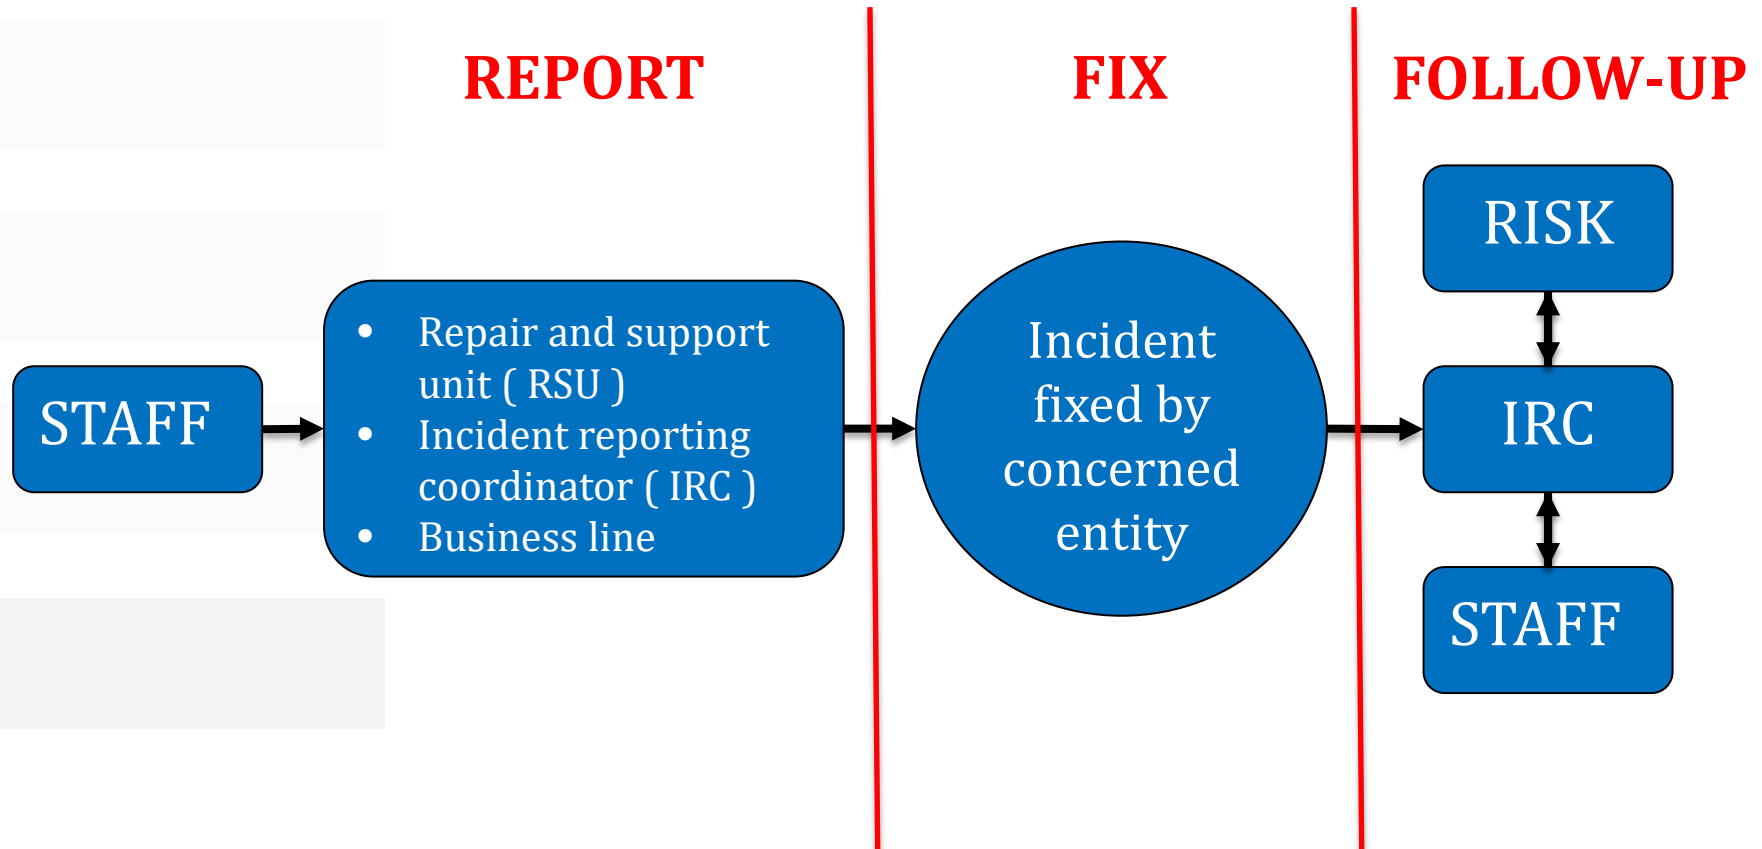 REPORT
FIX
FOLLOW-UP
STAFF
• Repair and support
unit ( RSU )
• Incident reporting
coordinator ( IRC )
• Business line
Incident
fixed by
concerned
entity
RISK
IRC
STAFF